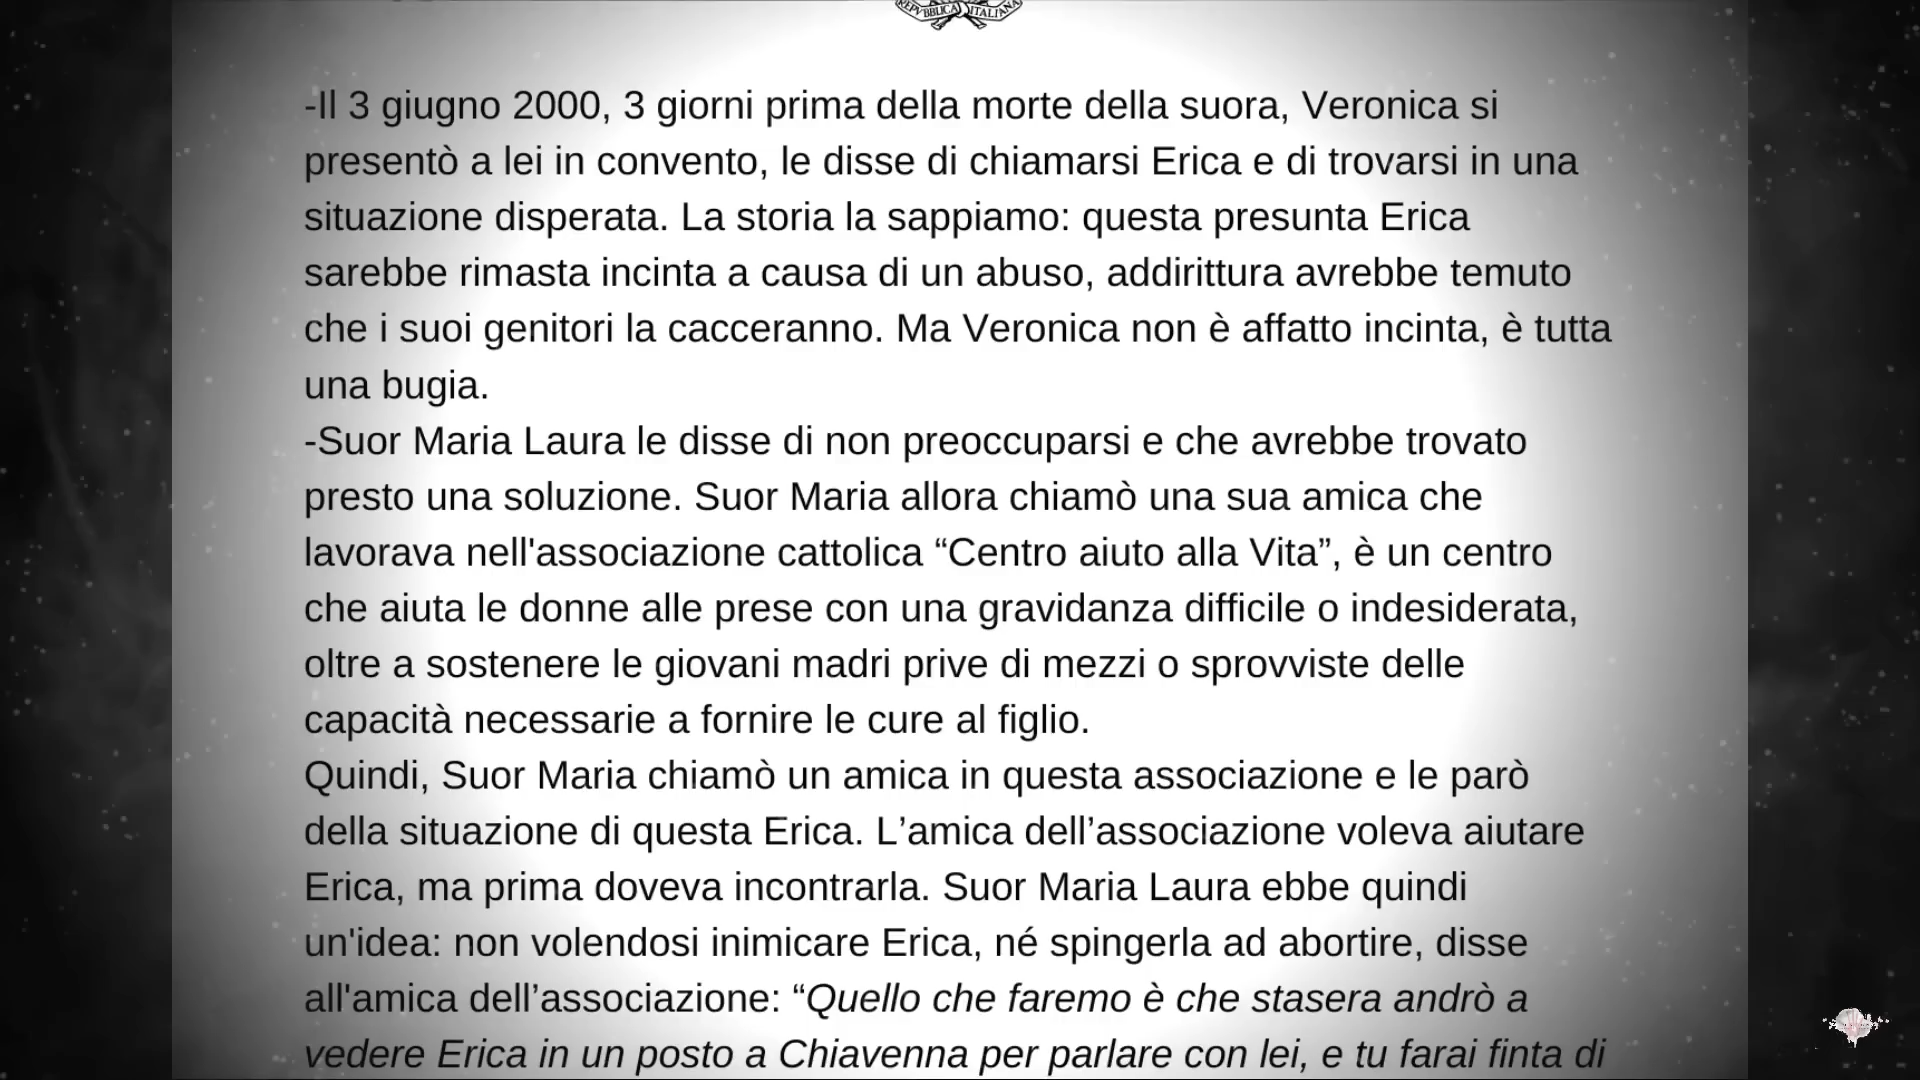 REPVBBLICA ITALIANA
-Il 3 giugno 2000, 3 giorni prima della morte della suora, Veronica si
presentò a lei in convento, le disse di chiamarsi Erica e di trovarsi in una
situazione disperata. La storia la sappiamo: questa presunta Erica
sarebbe rimasta incinta a causa di un abuso, addirittura avrebbe temuto
che i suoi genitori la cacceranno. Ma Veronica non è affatto incinta, è tutta
una bugia.
-Suor Maria Laura le disse di non preoccuparsi e che avrebbe trovato
presto una soluzione. Suor Maria allora chiamò una sua amica che
lavorava nell'associazione cattolica “Centro aiuto alla Vita”, è un centro
che aiuta le donne alle prese con una gravidanza difficile o indesiderata,
oltre a sostenere le giovani madri prive di mezzi o sprovviste delle
capacità necessarie a fornire le cure al figlio.
Quindi, Suor Maria chiamò un amica in questa associazione e le parò
della situazione di questa Erica. L’amica dell’associazione voleva aiutare
Erica, ma prima doveva incontrarla. Suor Maria Laura ebbe quindi
un'idea: non volendosi inimicare Erica, né spingerla ad abortire, disse
all'amica dell’associazione: “Quello che faremo è che stasera andrò a
vedere Erica in un posto a Chiavenna per parlare con lei, e tu farai finta di